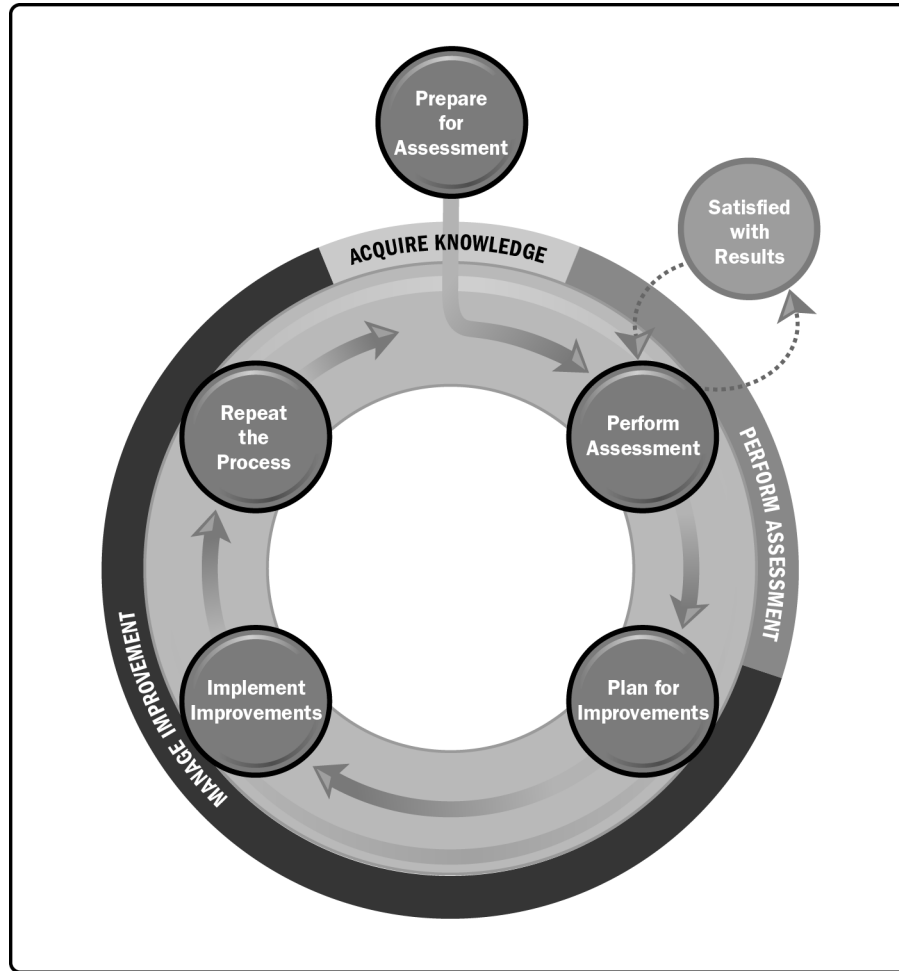 Prepare
for
Assessment
Satisfied
with
Results
ACQUIRE KNOWLEDGE
Repeat
the
Process
Perform
Assessment
PERFORM ASSESSMENT
Implement
Improvements
Plan for
Improvements
MANAGE IMPROVEMENT